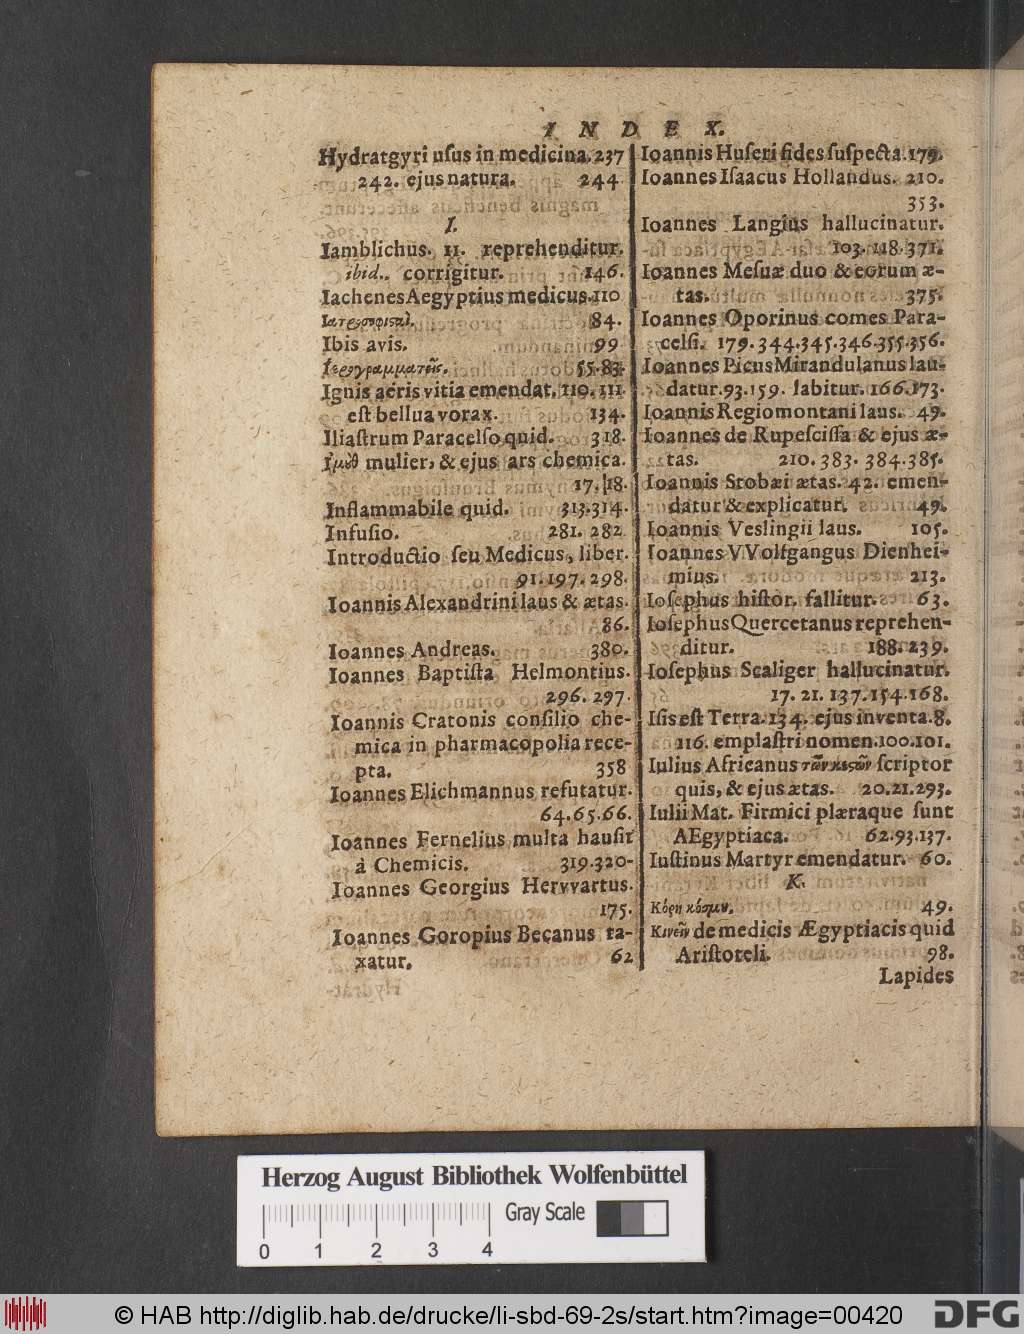 I N D E X.
Hydratgyri uſus in medicina. 237
242. ejus natura. 244
I.
Iamblichus. 11. reprehenditur.
ibid.. corrigitur. 146.
Iachenes Aegyptius medicus. 110
84.
Ibis avis. 99
55.83.
Ignis aeris vitia emendat. 110. 111
eſt bellua vorax. 134.
Iliaſtrum Paracelſo quid. 318.
mulier, & ejus ars chemica.
17. 18.
Inflammabile quid. 313.314.
Infuſio. 281. 282
Introductio ſeu Medicus, liber.
91. 197. 298.
Ioannis Alexandrini laus & ætas.
86.
Ioannes Andreas. 380.
Ioannes Baptiſta Helmontius.
296. 297.
Ioannis Cratonis conſilio che-
mica in pharmacopolia rece-
pta. 358
Ioannes Elichmannus refutatur.
64.65.66.
Ioannes Fernelius multa hauſit
à Chemicis. 319.320-
Ioannes Georgius Hervvartus.
175.
Ioannes Goropius Becanus ta-
xatur. 62
Ioannis Huſeri fides ſuſpecta. 179.
Ioannes Iſaacus Hollandus. 210.
353.
Ioannes Langius hallucinatur.
103. 118.371.
Ioannes Meſuæ duo & eorum æ-
tas. 375.
Ioannes Oporinus comes Para-
celſi. 179.344.345.346.355.356.
Ioannes Picus Mirandulanus lau-
datur.93.159. labitur. 166.173.
Ioannis Regiomontani laus. 49.
Ioannes de Rupeſciſſa & ejus æ-
tas. 210. 383. 384.385.
Ioannis Stobæi ætas. 42. emen-
datur & explicatur. 49.
Ioannis Veslingii laus. 105.
Ioannes VVolfgangus Dienhei-
mius. 213.
Ioſephus hiſtor. fallitur. 63.
Ioſephus Quercetanus reprehen-
ditur. 188.239.
Ioſephus Scaliger hallucinatur.
17. 21. 137.154.168.
Iſis eſt Terra. 134. ejus inventa. 8.
116. emplaſtri nomen. 100.101.
Iulius Africanus τῶν κεςῶν ſcriptor
quis, & ejus ætas. 20.21.293.
Iulii Mat. Firmici plæraque ſunt
AEgyptiaca. 62.93.137.
Iuſtinus Martyr emendatur. 60.
K.
Κόρη κόσμου. 49.
Κινεῖν de medicis Ægyptiacis quid
Ariſtoteli. 98.
Lapides
Herzog August Bibliothek Wolfenbüttel
Gray Scale
0 1 2 3 4
© HAB http://diglib.hab.de/drucke/li-sbd-69-2s/start.htm?image=00420
DFG